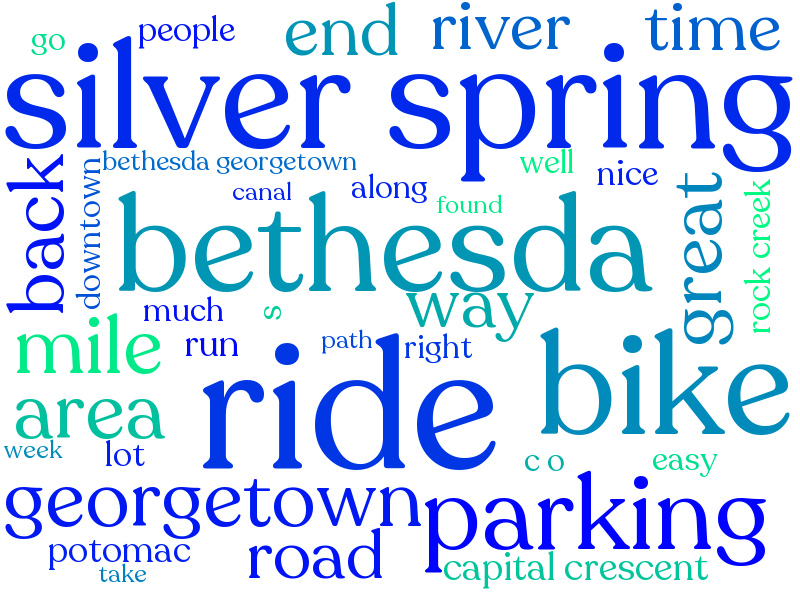 go
people
end
river
time
silver spring
back
downtown
bethesda georgetown
canal
along
found
well
nice
great
rock creek
bethesda
much
s
way
mile
run
path
right
ride
bike
area
week
lot
co
easy
georgetown
parking
potomac
road
take
capital crescent